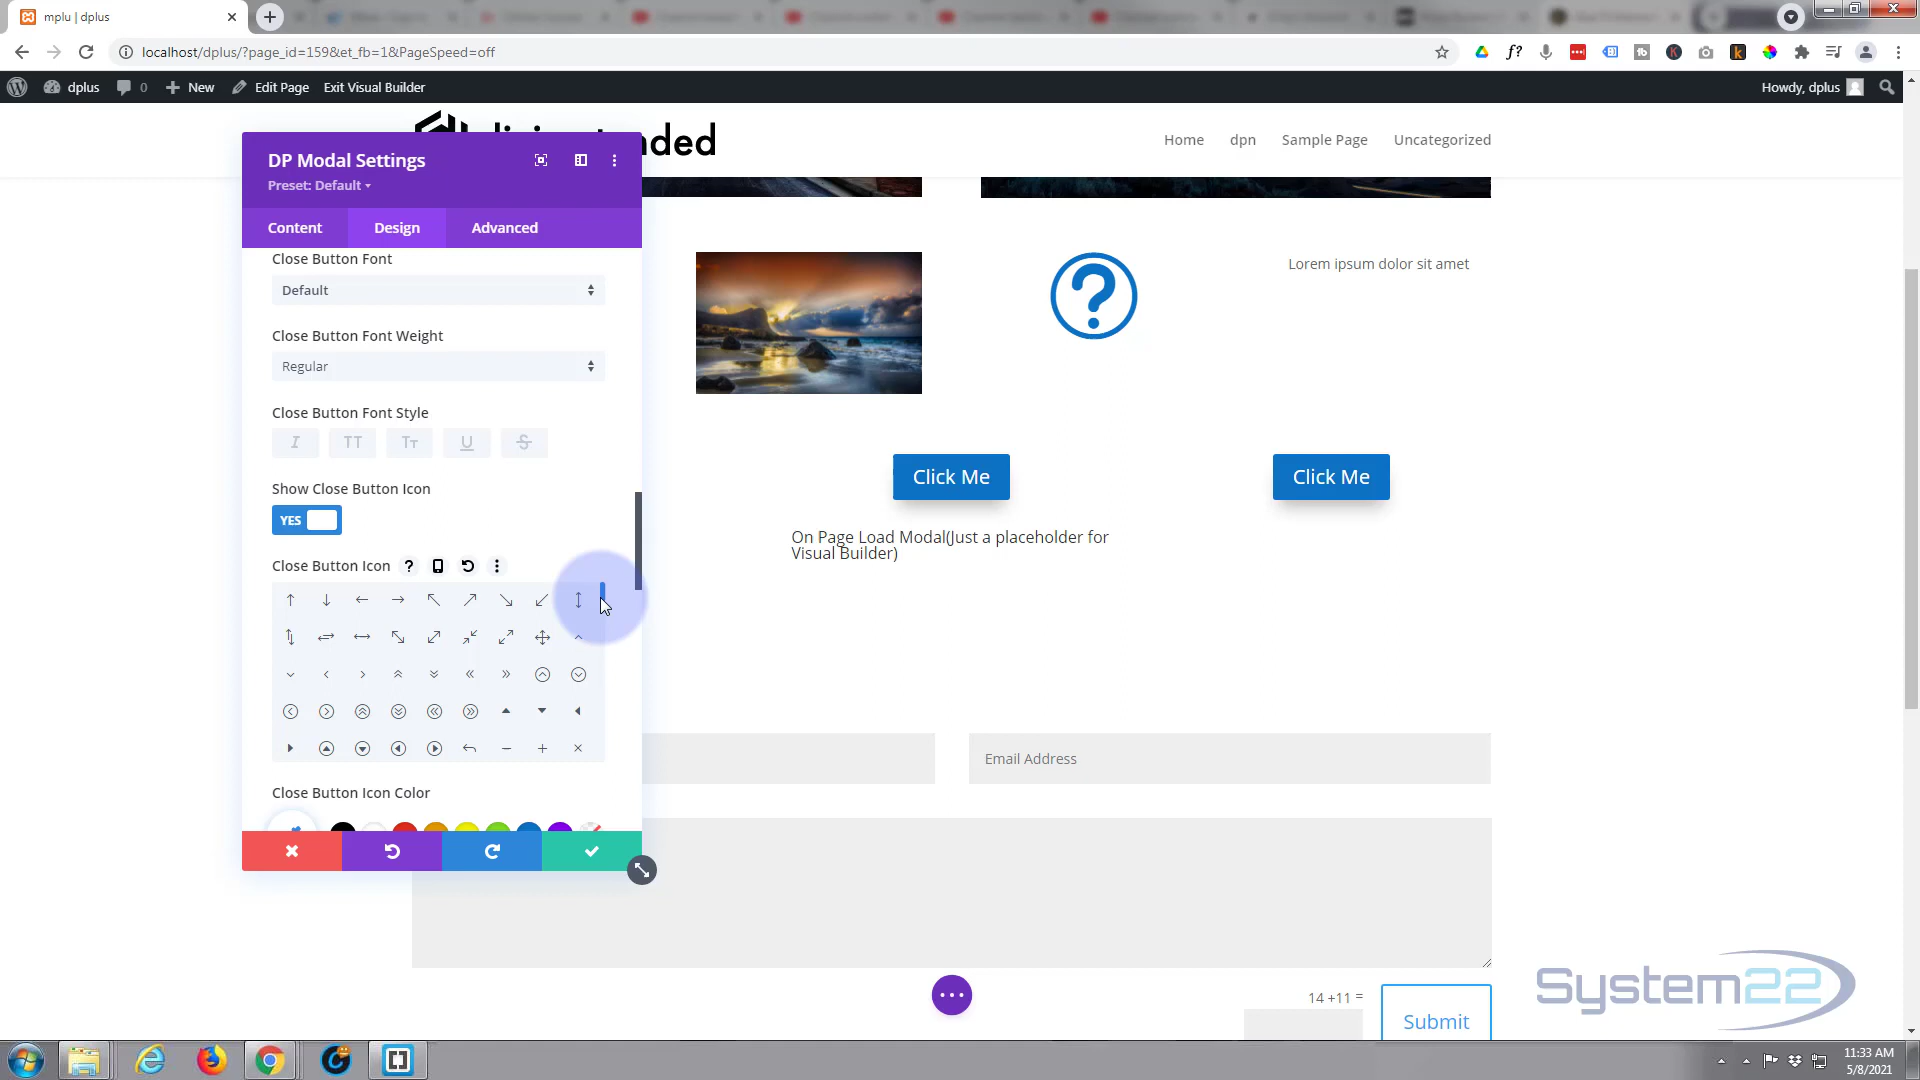 mplu | dplus
localhost/dplus/?page_id=159&et_fb=1&PageSpeed=off
dplus 0 New Edit Page Exit Visual Builder Howdy, dplus
Home dpn Sample Page Uncategorized
DP Modal Settings
Preset: Default
Content Design Advanced
Close Button Font
Default
Close Button Font Weight
Regular
Close Button Font Style
I TT Tт U S
Show Close Button Icon
YES
Close Button Icon
Close Button Icon Color
Lorem ipsum dolor sit amet
Click Me
Click Me
On Page Load Modal(Just a placeholder for
Visual Builder)
Email Address
14 +11 =
Submit
System22
11:33 AM
5/8/2021